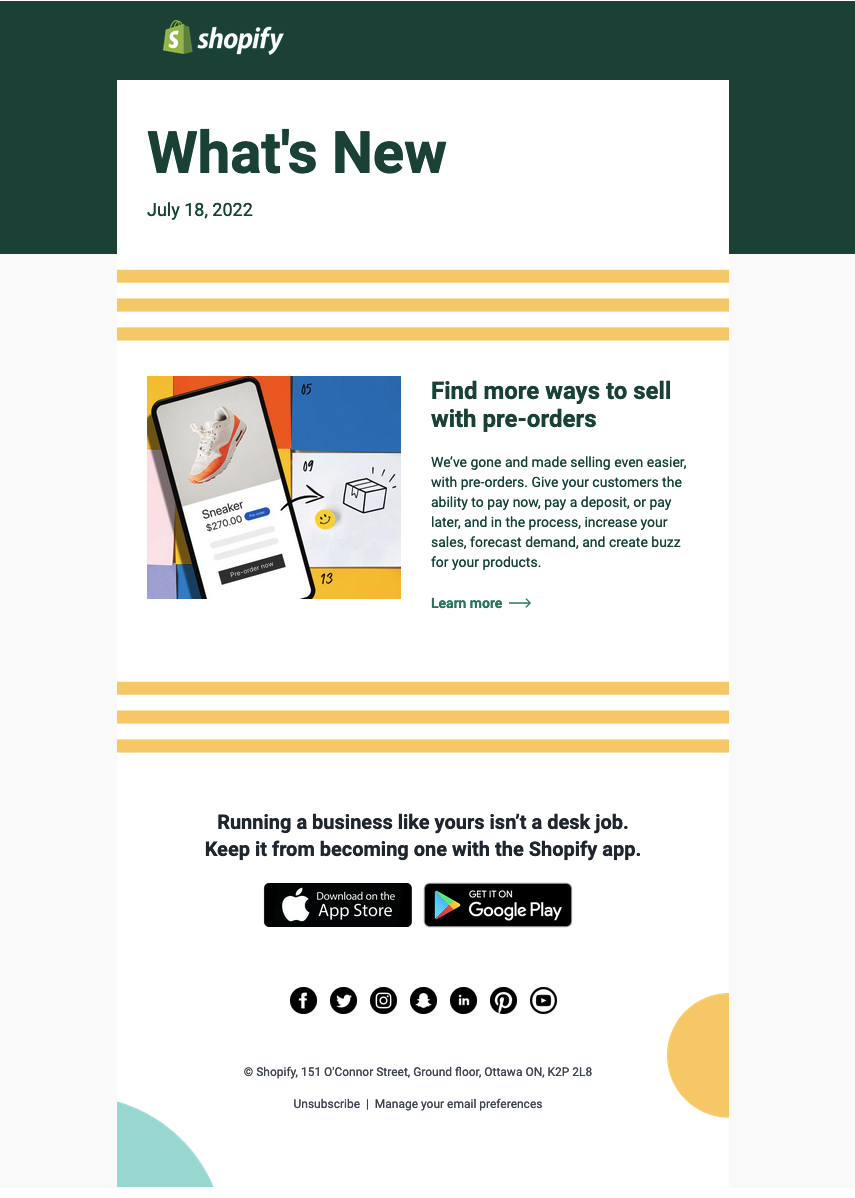 shopify
What's New
July 18, 2022
05
09
Sneaker
$270.00 Pre-order
Pre-order now
13
Find more ways to sell
with pre-orders
We’ve gone and made selling even easier,
with pre-orders. Give your customers the
ability to pay now, pay a deposit, or pay
later, and in the process, increase your
sales, forecast demand, and create buzz
for your products.
Learn more
Running a business like yours isn’t a desk job.
Keep it from becoming one with the Shopify app.
Download on the
App Store
GET IT ON
Google Play
© Shopify, 151 O'Connor Street, Ground floor, Ottawa ON, K2P 2L8
Unsubscribe | Manage your email preferences